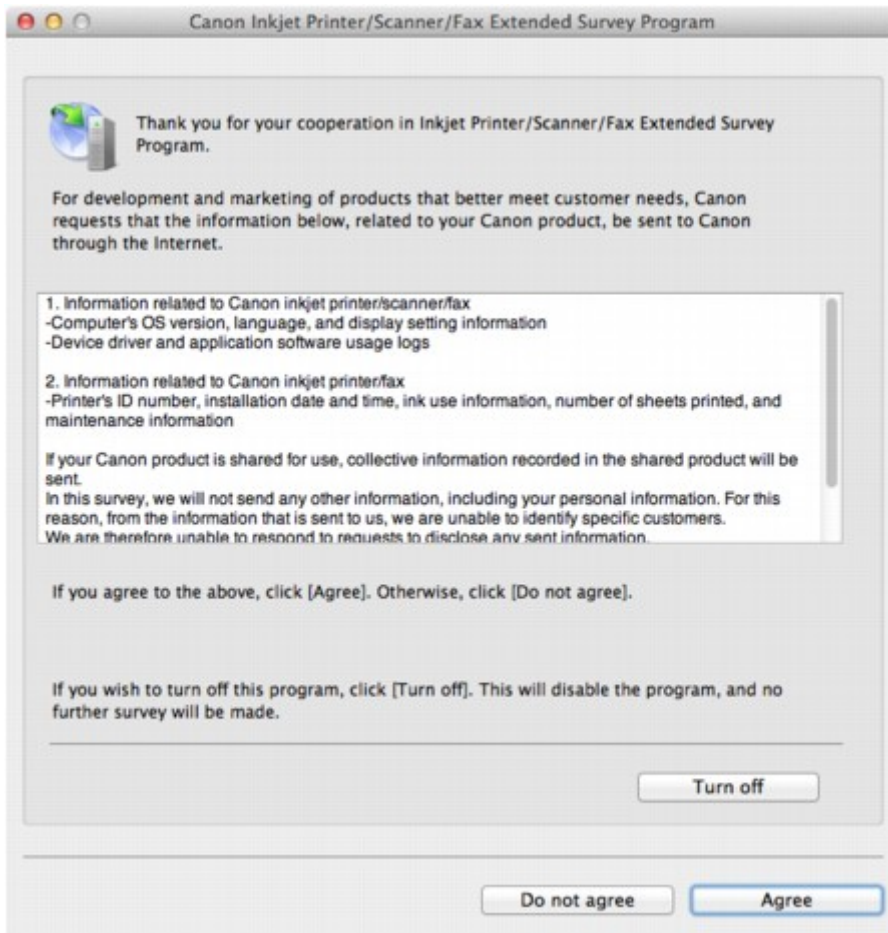 Canon Inkjet Printer/Scanner/Fax Extended Survey Program
Thank you for your cooperation in Inkjet Printer/Scanner/Fax Extended Survey
Program.
For development and marketing of products that better meet customer needs, Canon
requests that the information below, related to your Canon product, be sent to Canon
through the Internet.
1. Information related to Canon inkjet printer/scanner/fax
-Computer's OS version, language, and display setting information
-Device driver and application software usage logs
2. Information related to Canon inkjet printer/fax
-Printer's ID number, installation date and time, ink use information, number of sheets printed, and
maintenance information
If your Canon product is shared for use, collective information recorded in the shared product will be
sent.
In this survey, we will not send any other information, including your personal information. For this
reason, from the information that is sent to us, we are unable to identify specific customers.
We are therefore unable to respond to requests to disclose any sent information.
If you agree to the above, click [Agree]. Otherwise, click [Do not agree].
If you wish to turn off this program, click [Turn off]. This will disable the program, and no
further survey will be made.
Turn off
Do not agree
Agree